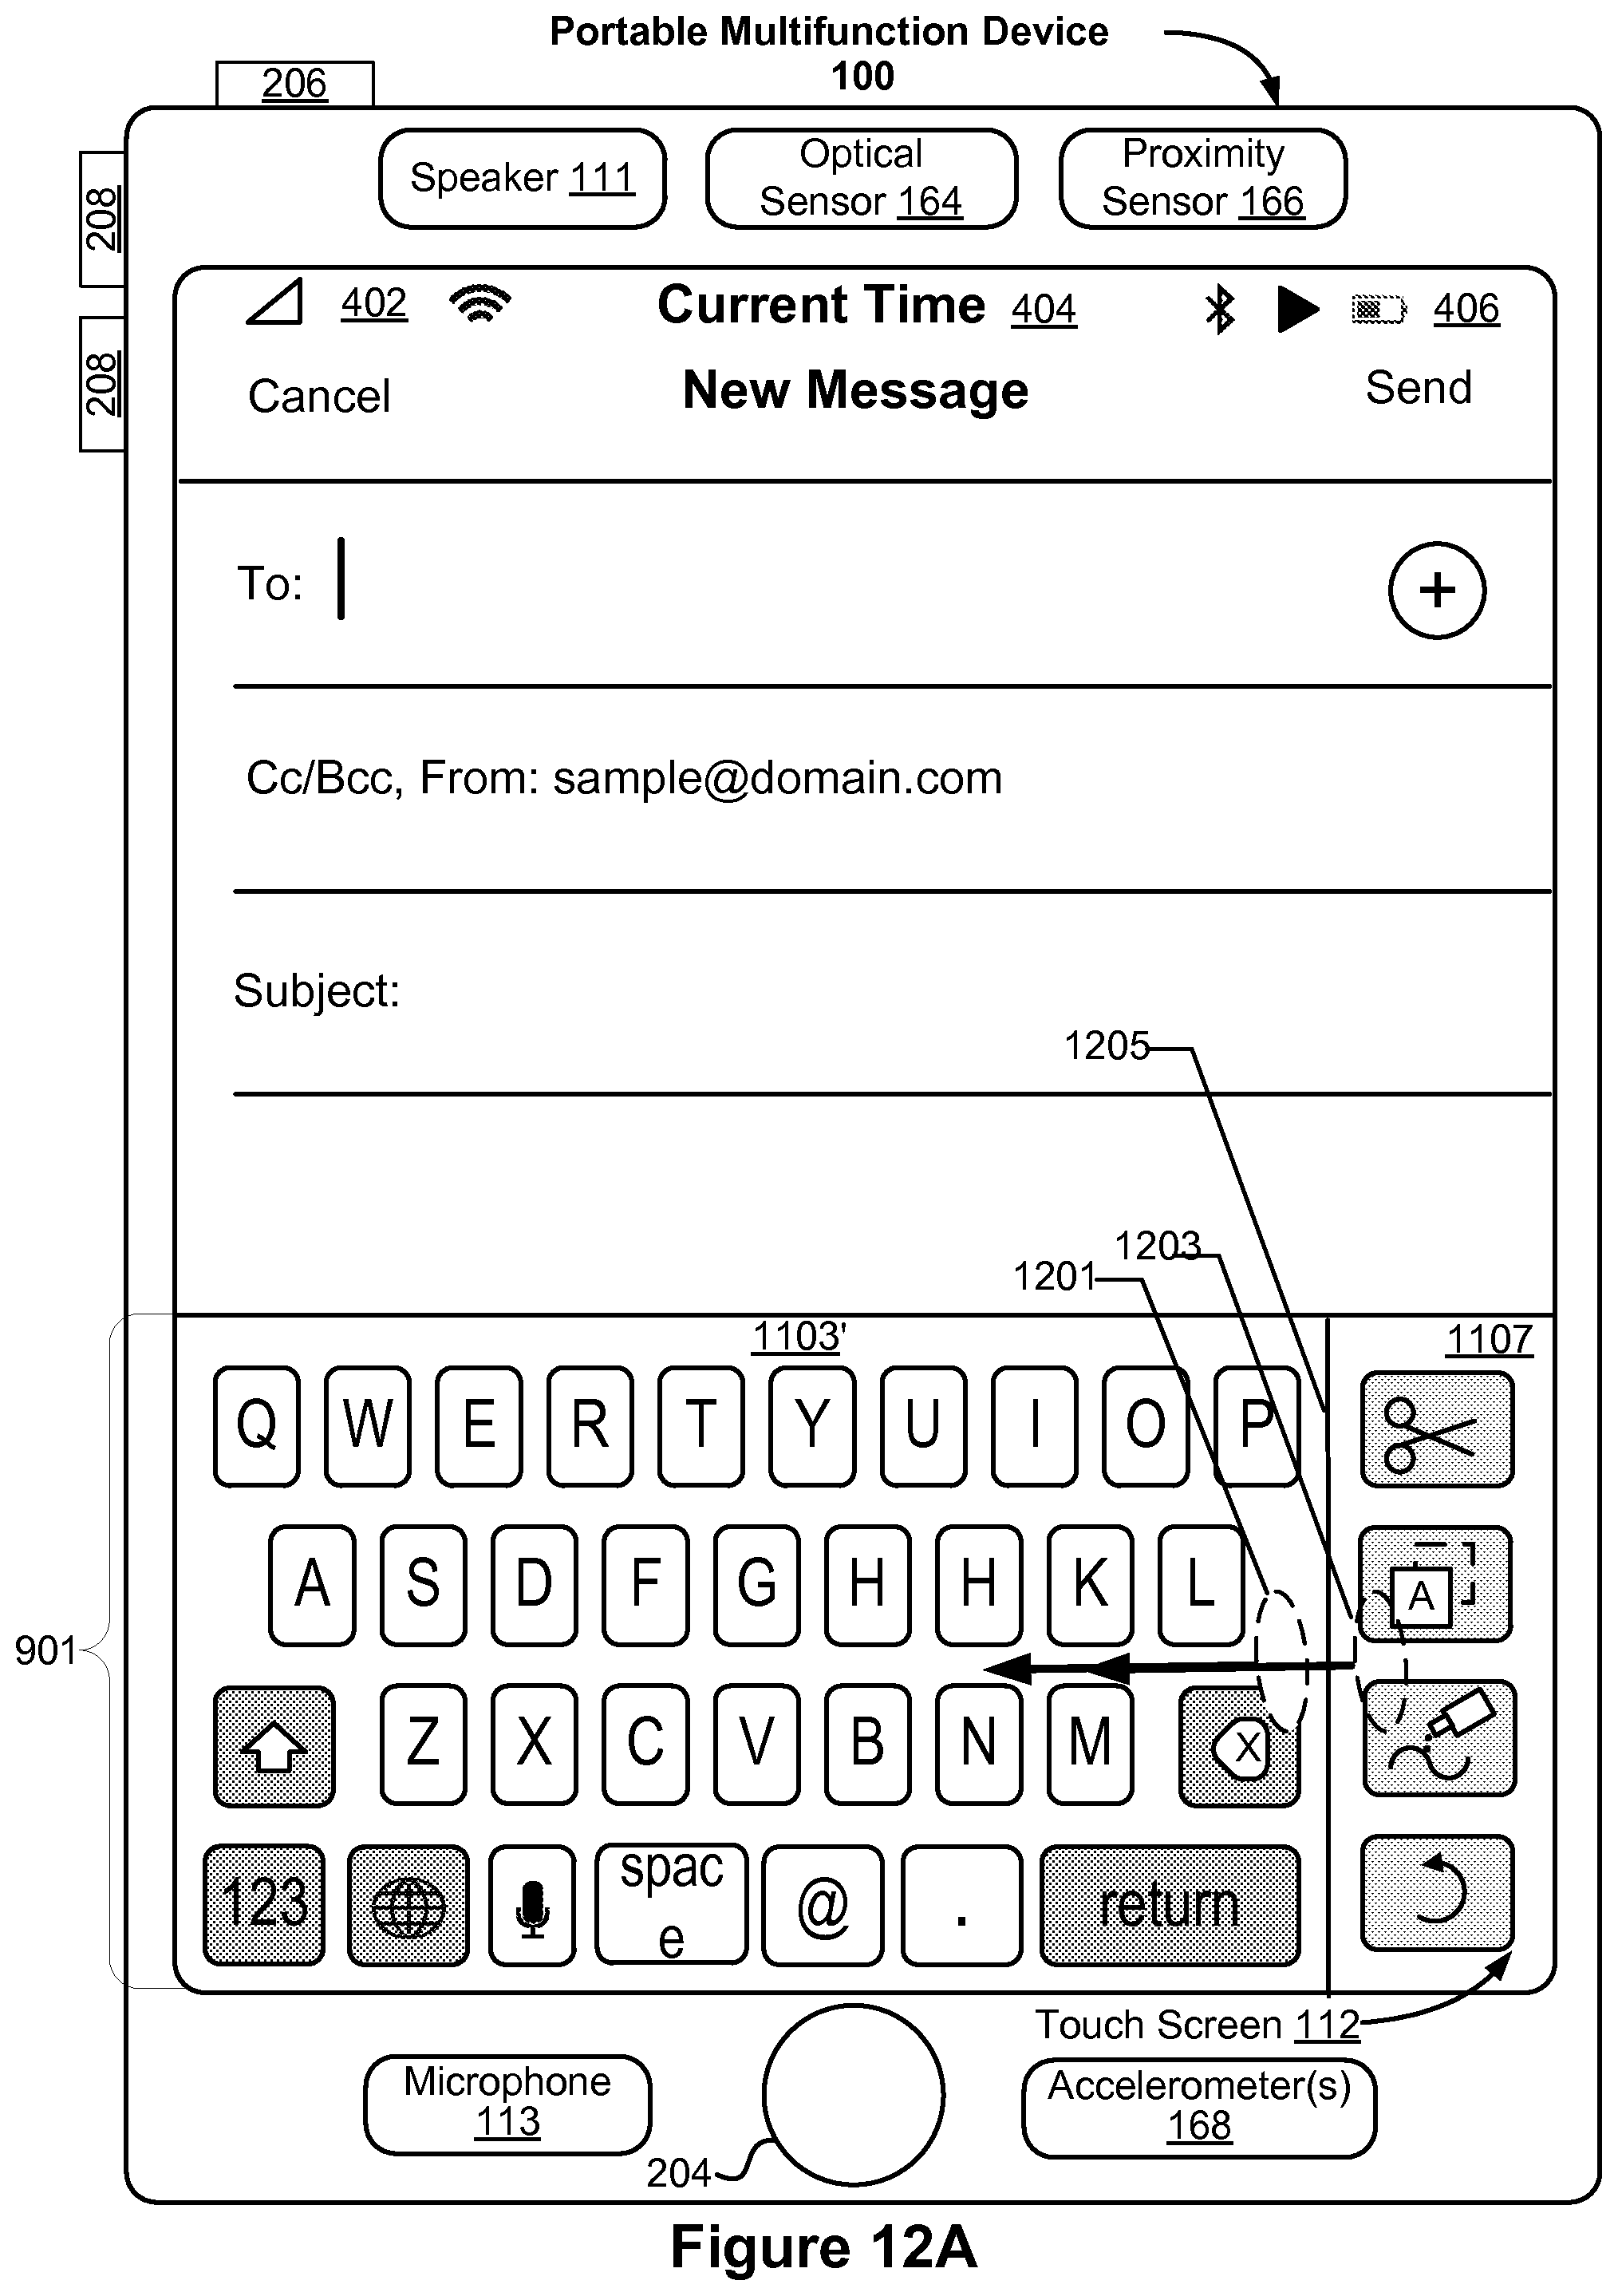 Portable Multifunction Device
100
206
208
208
Speaker 111
Optical
Sensor 164
Proximity
Sensor 166
402
Current Time 404
406
Cancel
New Message
Send
To:
+
Cc/Bcc, From: sample@domain.com
Subject:
1205
1203
1201
901
1103'
1107
Q W E R T Y U I O P
A S D F G H H K L
A
Z X C V B N M X
123
spac
e
@ . return
Touch Screen 112
Microphone
113
204
Accelerometer(s)
168
Figure 12A